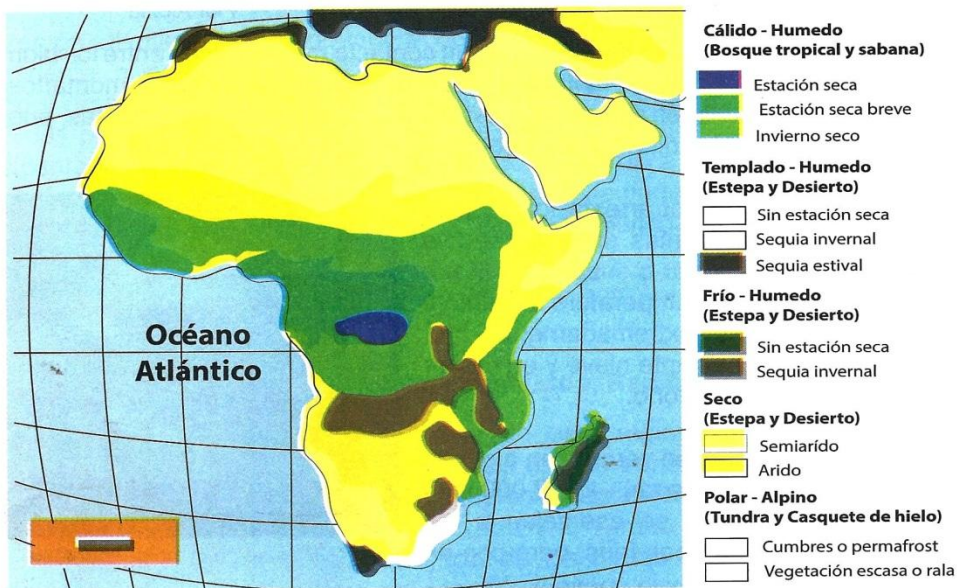 Cálido - Humedo
(Bosque tropical y sabana)
Estación seca
Estación seca breve
Invierno seco
Templado - Humedo
(Estepa y Desierto)
Sin estación seca
Sequia invernal
Sequia estival
Frío - Humedo
(Estepa y Desierto)
Sin estación seca
Sequia invernal
Seco
(Estepa y Desierto)
Semiarído
Arido
Polar - Alpino
(Tundra y Casquete de hielo)
Cumbres o permafrost
Vegetación escasa o rala
Océano
Atlántico